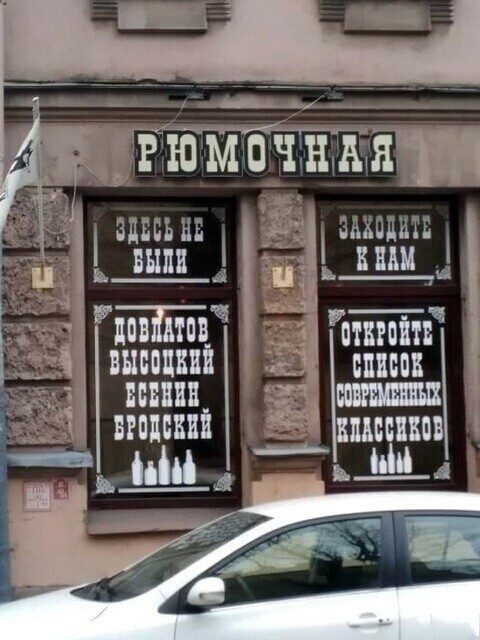 РЮМОЧНАЯ
ЗДЕСЬ НЕ
БЫЛИ
ДОВЛАТОВ
ВЫСОЦКИЙ
ЕСЕНИН
БРОДСКИЙ
ЗАХОДИТЕ
К НАМ
ОТКРОЙТЕ
СПИСОК
СОВРЕМЕННЫХ
КЛАССИКОВ